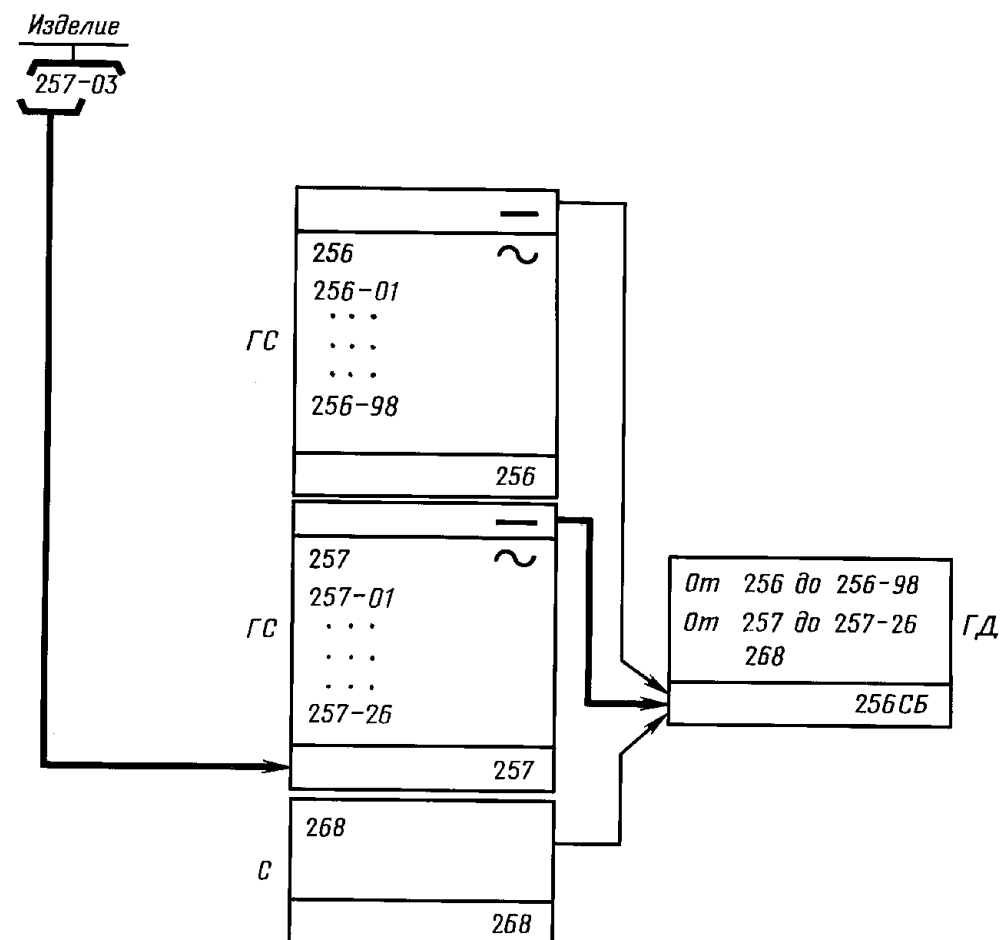 Изделие
257-03
256
256-01
. . .
. . .
. . .
256-98
ГС
256
257
257-01
. . .
. . .
. . .
257-26
ГС
257
268
С
268
От 256 до 256-98
От 257 до 257-26
268
ГД
256СБ